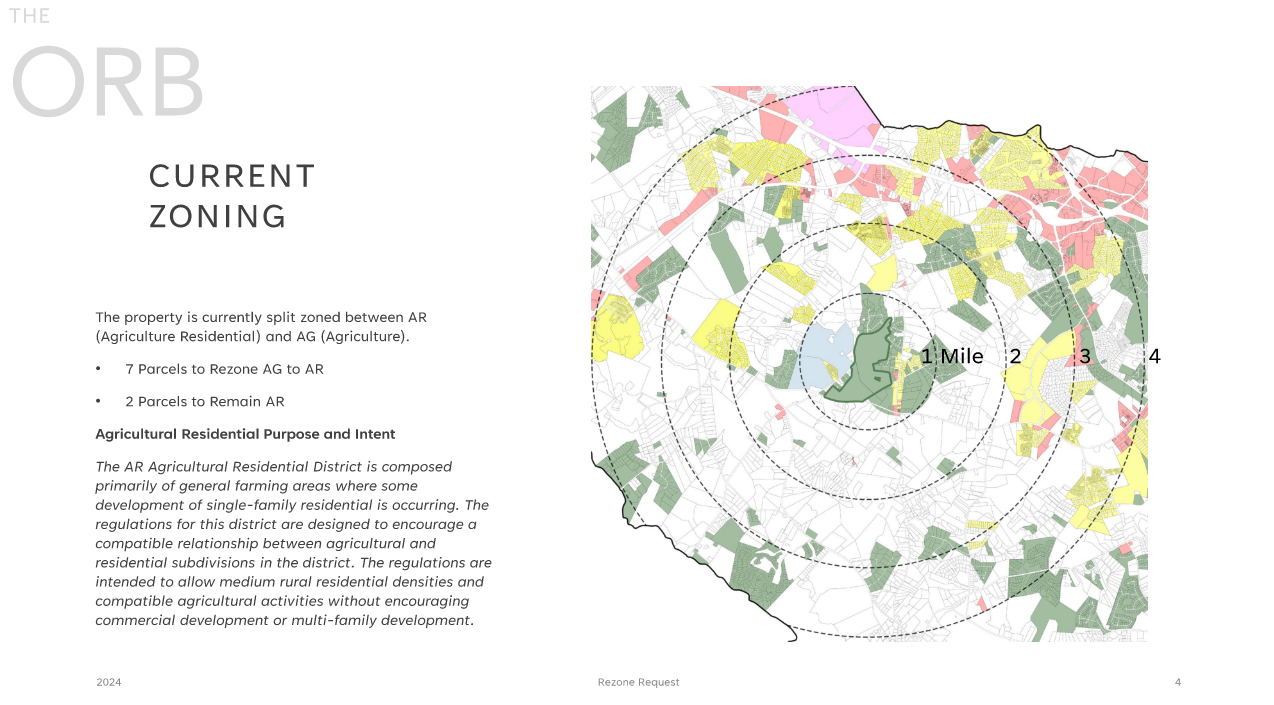 THE
ORB
CURRENT
ZONING
The property is currently split zoned between AR
(Agriculture Residential) and AG (Agriculture).
• 7 Parcels to Rezone AG to AR
• 2 Parcels to Remain AR
Agricultural Residential Purpose and Intent
The AR Agricultural Residential District is composed
primarily of general farming areas where some
development of single-family residential is occurring. The
regulations for this district are designed to encourage a
compatible relationship between agricultural and
residential subdivisions in the district. The regulations are
intended to allow medium rural residential densities and
compatible agricultural activities without encouraging
commercial development or multi-family development.
1 Mile 2 3 4
2024 Rezone Request 4